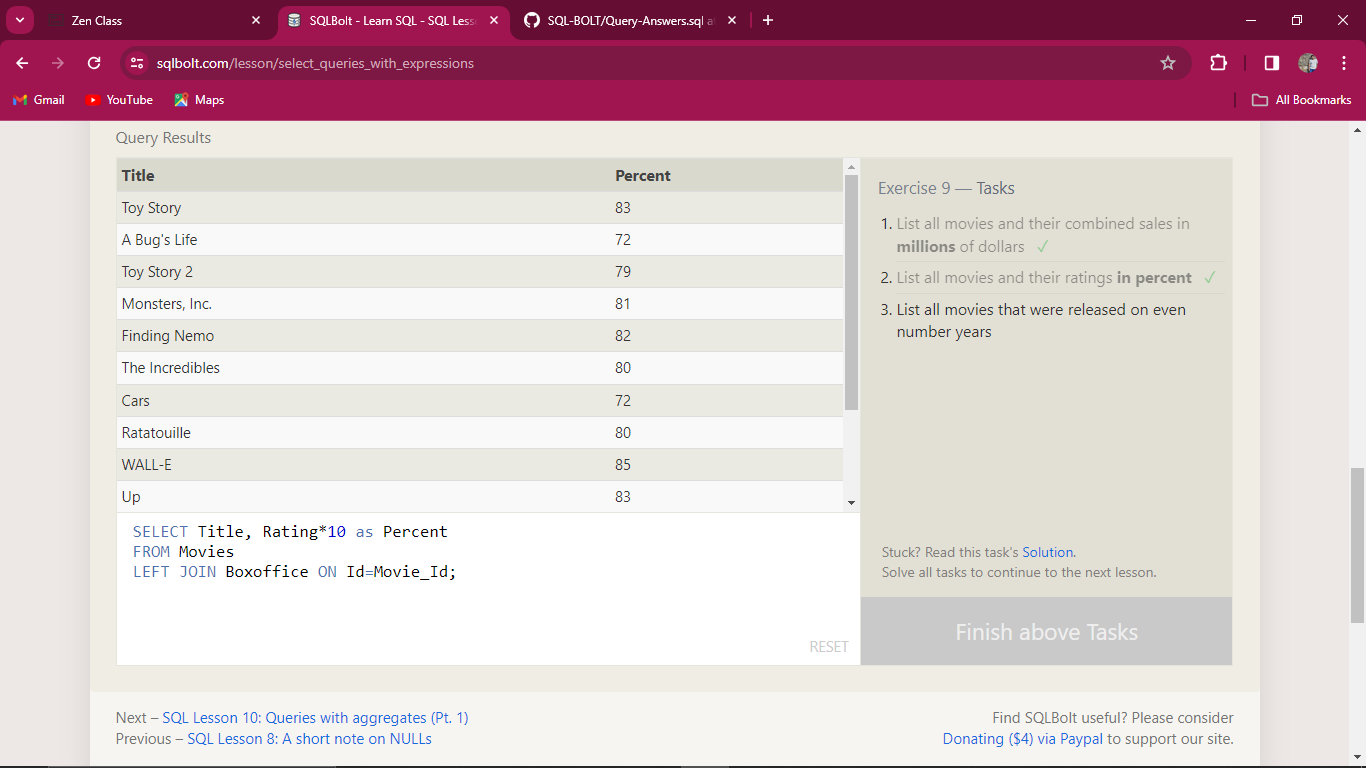 Zen Class
SQLBolt - Learn SQL - SQL Less
SQL-BOLT/Query-Answers.sql a
sqlbolt.com/lesson/select_queries_with_expressions
Gmail YouTube Maps All Bookmarks
Query Results
Title Percent
Toy Story 83
A Bug's Life 72
Toy Story 2 79
Monsters, Inc. 81
Finding Nemo 82
The Incredibles 80
Cars 72
Ratatouille 80
WALL-E 85
Up 83
SELECT Title, Rating*10 as Percent
FROM Movies
LEFT JOIN Boxoffice ON Id=Movie_Id;
RESET
Exercise 9 — Tasks
1. List all movies and their combined sales in
millions of dollars ✓
2. List all movies and their ratings in percent ✓
3. List all movies that were released on even
number years
Stuck? Read this task's Solution.
Solve all tasks to continue to the next lesson.
Finish above Tasks
Next – SQL Lesson 10: Queries with aggregates (Pt. 1)
Previous – SQL Lesson 8: A short note on NULLs
Find SQLBolt useful? Please consider
Donating ($4) via Paypal to support our site.